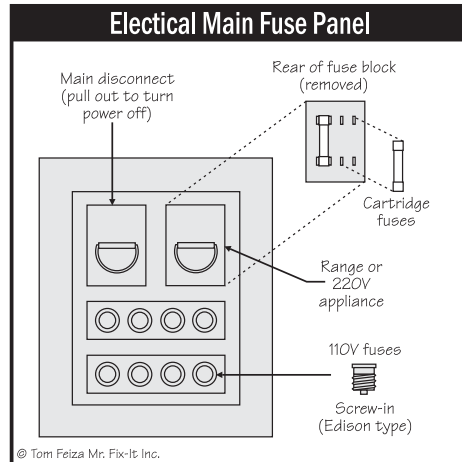 Electical Main Fuse Panel
Main disconnect
(pull out to turn
power off)
Rear of fuse block
(removed)
Cartridge
fuses
Range or
220V
appliance
110V fuses
Screw-in
(Edison type)
© Tom Feiza Mr. Fix-It Inc.